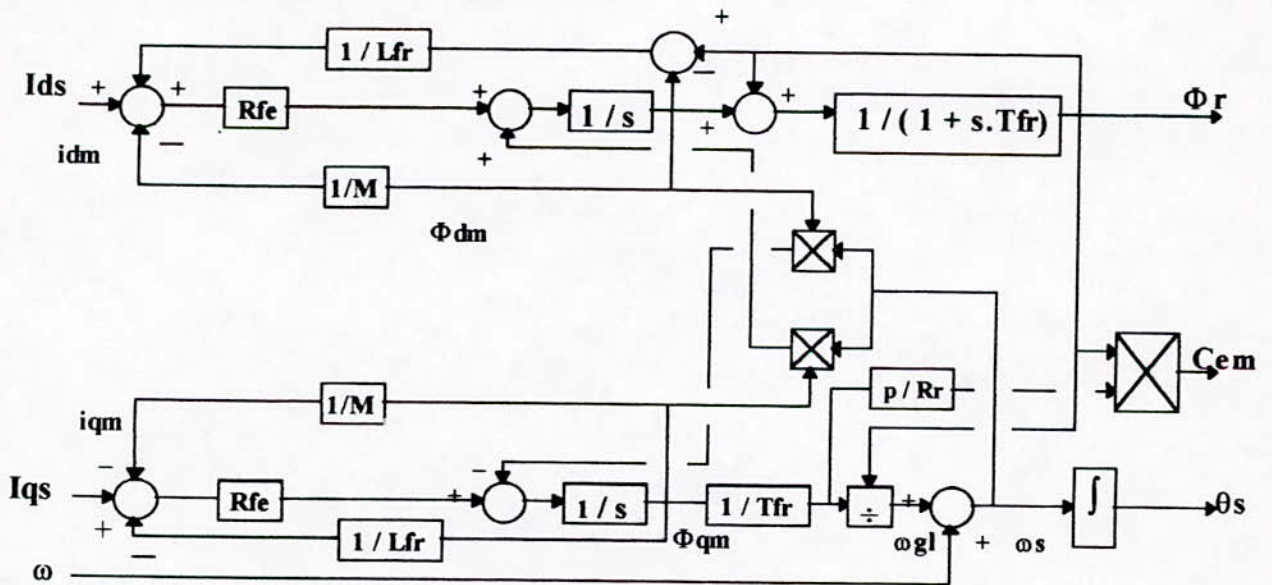 +
1 / Lfr
−
Ids + +
Rfe
+
1 / s
+
+
1 / ( 1 + s.Tfr)
Φr
idm −
+
1/M
Φdm
Cem
p / Rr
1/M
iqm
−
−
Iqs
Rfe
+
1 / s
1 / Tfr
÷
+
∫
θs
+
−
1 / Lfr
Φqm
ωgl + ωs
ω